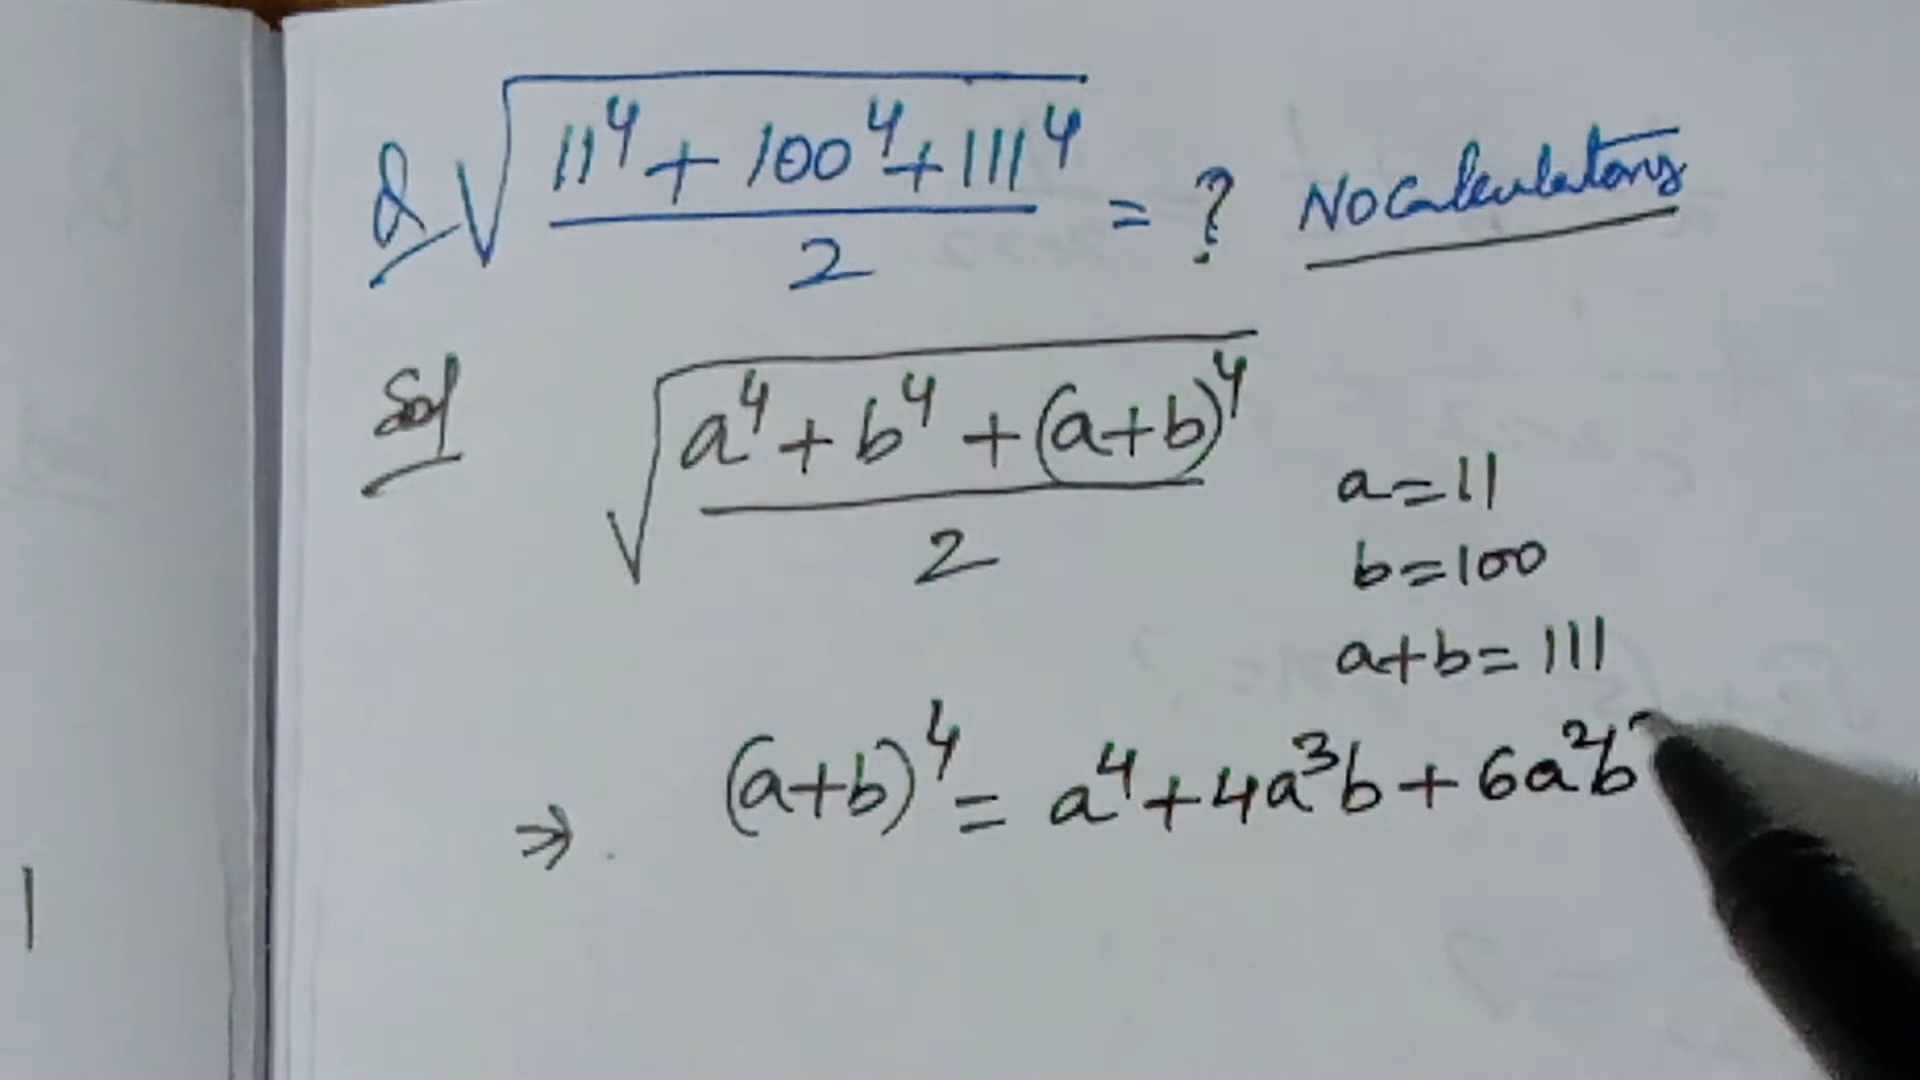 Q √((11⁴ + 100⁴ + 111⁴)/2) = ? No Calculators
Sol √((a⁴ + b⁴ + (a+b)⁴)/2)
a = 11
b = 100
a+b = 111
⇒ (a+b)⁴ = a⁴ + 4a³b + 6a²b